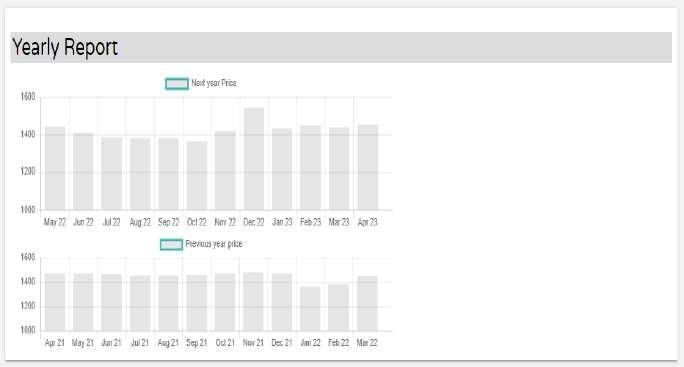 Yearly Report
Next year Price
1600
1400
1200
1000
May 22 Jun 22 Jul 22 Aug 22 Sep 22 Oct 22 Nov 22 Dec 22 Jan 23 Feb 23 Mar 23 Apr 23
Previous year price
1600
1400
1200
1000
Apr 21 May 21 Jun 21 Jul 21 Aug 21 Sep 21 Oct 21 Nov 21 Dec 21 Jan 22 Feb 22 Mar 22